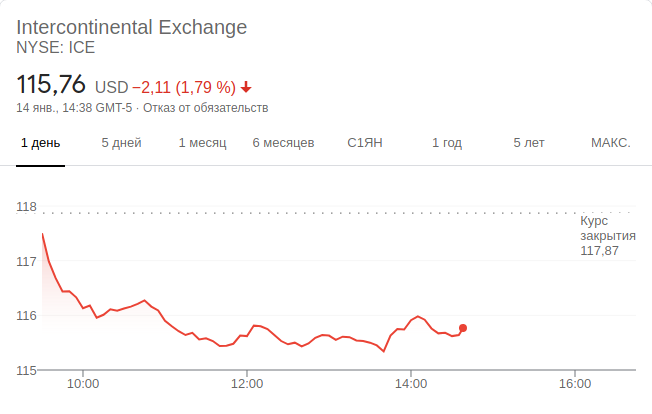 Intercontinental Exchange
NYSE: ICE
115,76 USD −2,11 (1,79 %) ↓
14 янв., 14:38 GMT-5 · Отказ от обязательств
1 день 5 дней 1 месяц 6 месяцев С1ЯН 1 год 5 лет МАКС.
118
Курс
закрытия
117,87
117
116
115
10:00 12:00 14:00 16:00